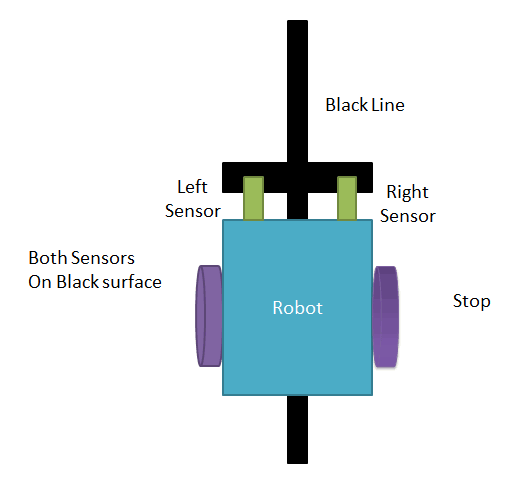 Black Line
Left
Sensor
Right
Sensor
Both Sensors
On Black surface
Robot
Stop